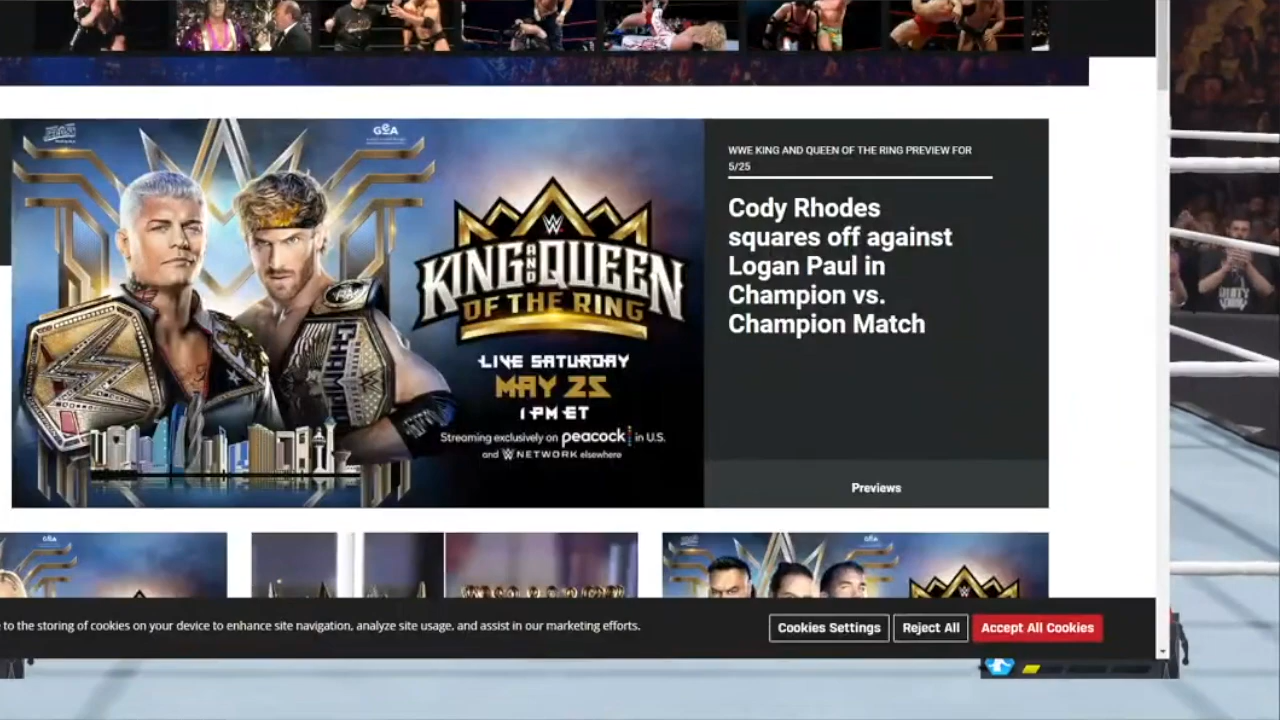 GEA
WWE KING AND QUEEN OF THE RING PREVIEW FOR
5/25
Cody Rhodes
squares off against
Logan Paul in
Champion vs.
Champion Match
KING AND QUEEN
OF THE RING
LIVE SATURDAY
MAY 25
1 PM ET
Streaming exclusively on peacock in U.S.
and W NETWORK elsewhere
Previews
to the storing of cookies on your device to enhance site navigation, analyze site usage, and assist in our marketing efforts.
Cookies Settings
Reject All
Accept All Cookies